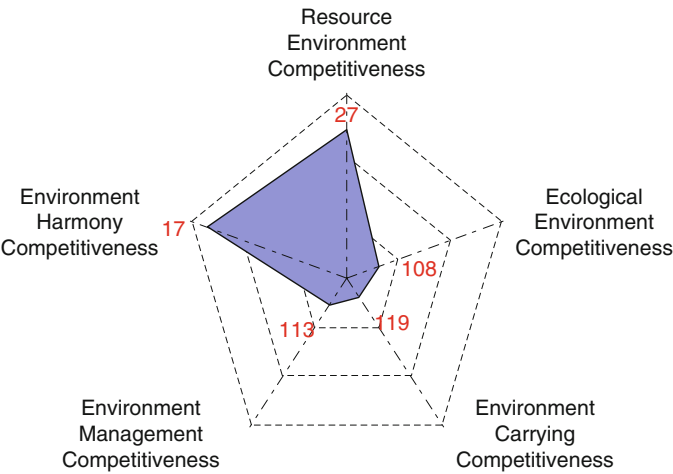 Resource
Environment
Competitiveness
27
Environment
Harmony
Competitiveness
17
Ecological
Environment
Competitiveness
108
119
113
Environment
Management
Competitiveness
Environment
Carrying
Competitiveness